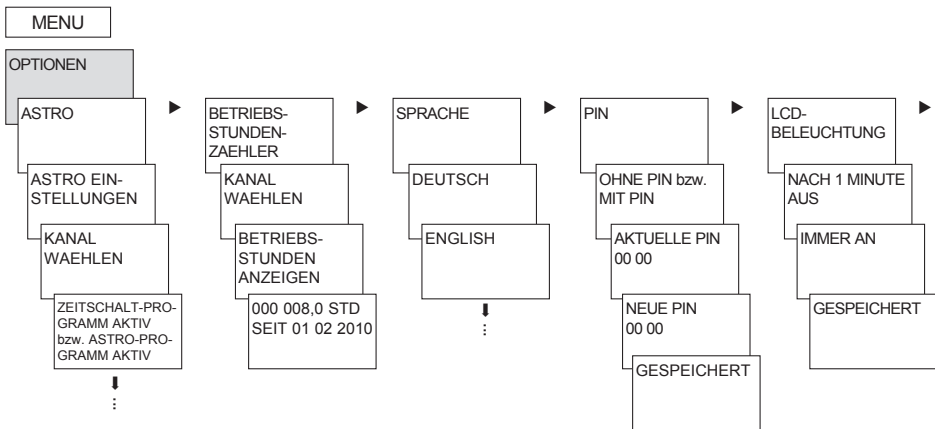 MENU
OPTIONEN
ASTRO
ASTRO EIN-
STELLUNGEN
KANAL
WAEHLEN
ZEITSCHALT-PRO-
GRAMM AKTIV
bzw. ASTRO-PRO-
GRAMM AKTIV
BETRIEBS-
STUNDEN-
ZAEHLER
KANAL
WAEHLEN
BETRIEBS-
STUNDEN
ANZEIGEN
000 008,0 STD
SEIT 01 02 2010
SPRACHE
DEUTSCH
ENGLISH
PIN
OHNE PIN bzw.
MIT PIN
AKTUELLE PIN
00 00
NEUE PIN
00 00
GESPEICHERT
LCD-
BELEUCHTUNG
NACH 1 MINUTE
AUS
IMMER AN
GESPEICHERT